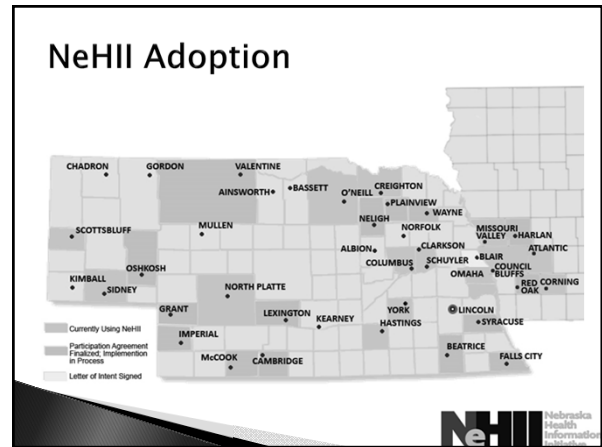 NeHII Adoption
CHADRON
GORDON
VALENTINE
AINSWORTH
BASSETT
O'NEILL
CREIGHTON
PLAINVIEW
WAYNE
NELIGH
SCOTTSBLUFF
MULLEN
NORFOLK
MISSOURI
VALLEY
HARLAN
ATLANTIC
ALBION
CLARKSON
COLUMBUS
SCHUYLER
BLAIR
OMAHA
COUNCIL
BLUFFS
OSHKOSH
KIMBALL
SIDNEY
NORTH PLATTE
RED
OAK
CORNING
GRANT
LEXINGTON
KEARNEY
YORK
LINCOLN
HASTINGS
SYRACUSE
IMPERIAL
McCOOK
CAMBRIDGE
BEATRICE
FALLS CITY
Currently Using NeHII
Participation Agreement
Finalized; Implemention
in Process
Letter of Intent Signed
NeHII
Nebraska
Health
Information
Initiative